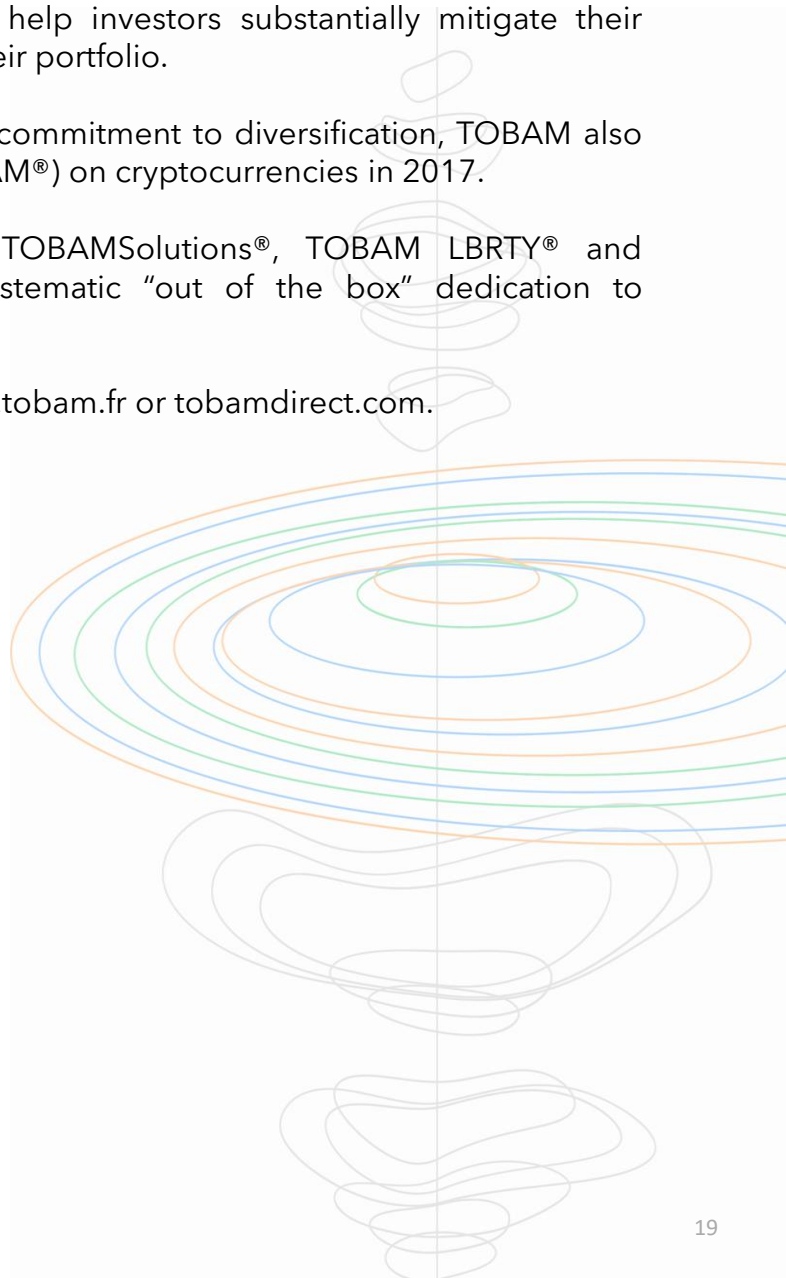 help investors substantially mitigate their
eir portfolio.
commitment to diversification, TOBAM also
AM®) on cryptocurrencies in 2017.
TOBAMSolutions®, TOBAM LBRTY® and
stematic “out of the box” dedication to
.tobam.fr or tobamdirect.com.
19